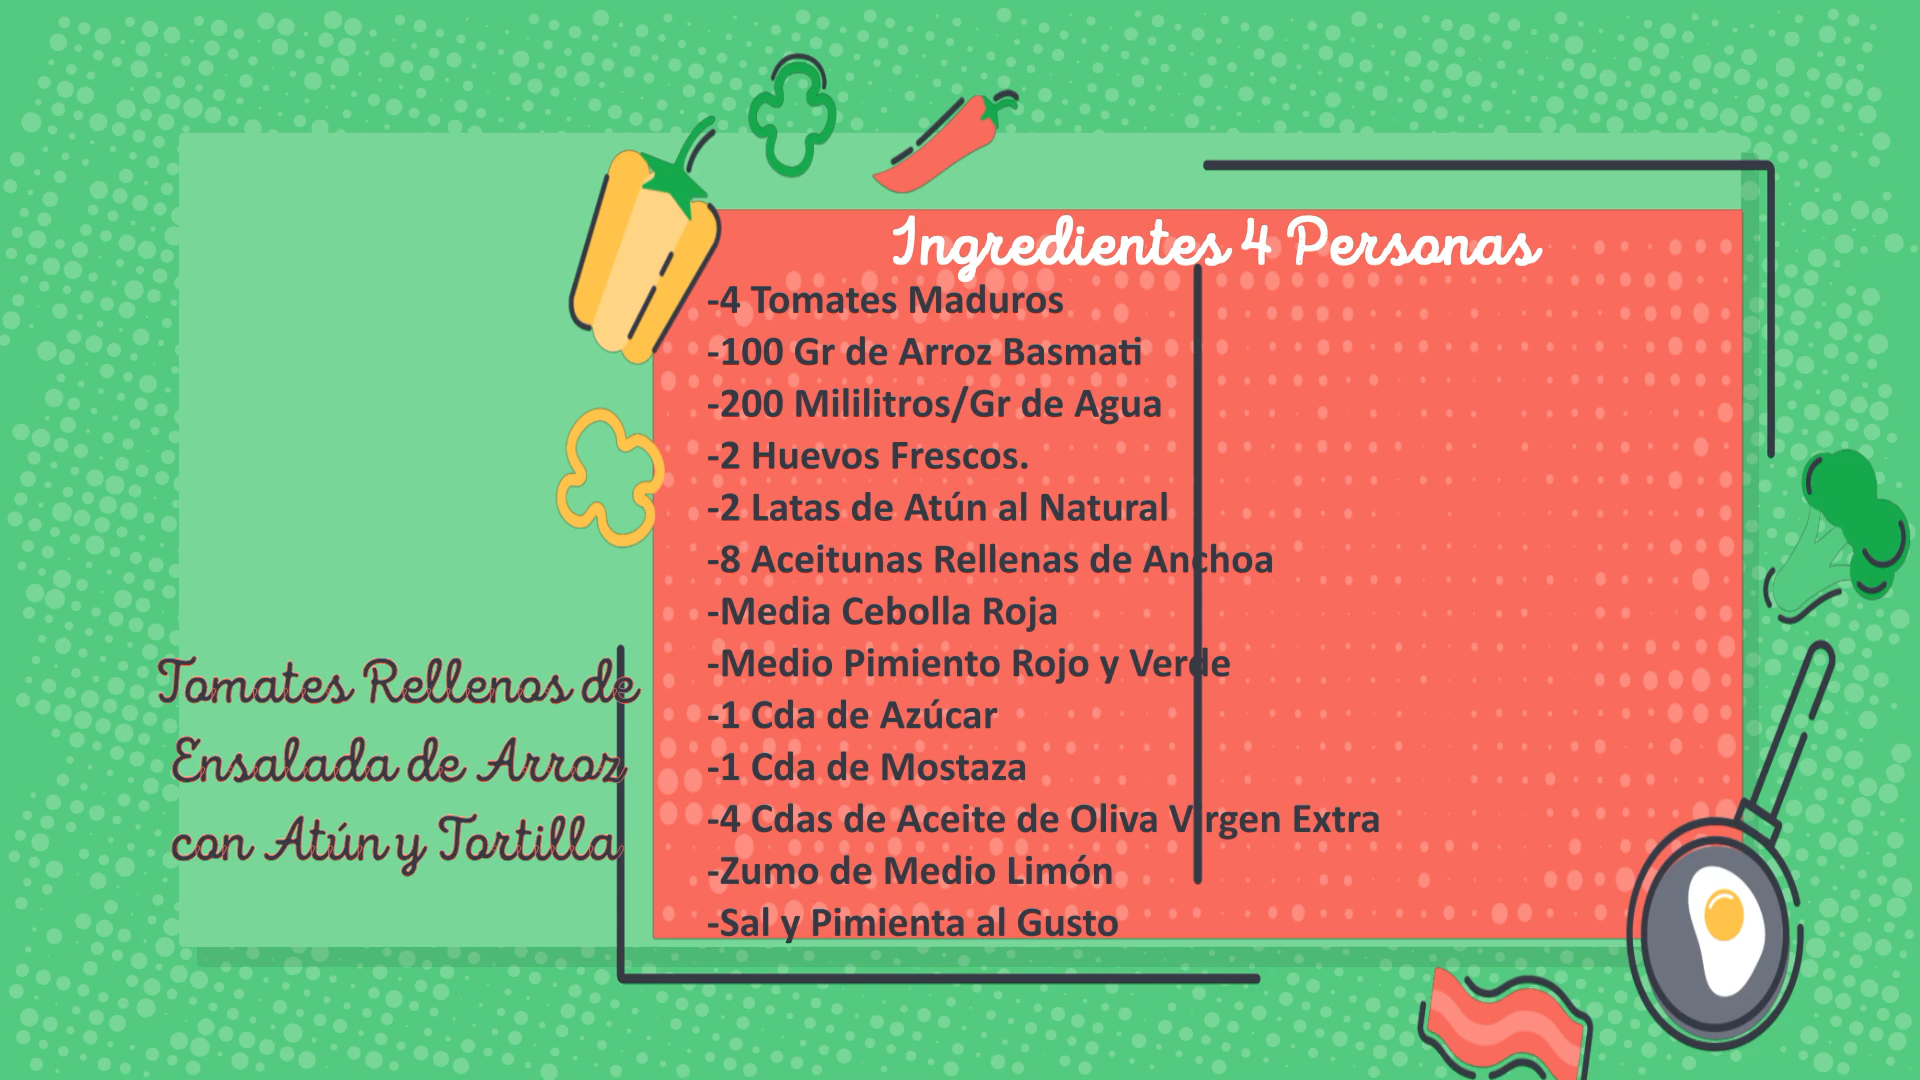 Ingredientes 4 Personas
-4 Tomates Maduros
-100 Gr de Arroz Basmati
-200 Mililitros/Gr de Agua
-2 Huevos Frescos.
-2 Latas de Atún al Natural
-8 Aceitunas Rellenas de Anchoa
-Media Cebolla Roja
-Medio Pimiento Rojo y Verde
-1 Cda de Azúcar
-1 Cda de Mostaza
-4 Cdas de Aceite de Oliva Virgen Extra
-Zumo de Medio Limón
-Sal y Pimienta al Gusto
Tomates Rellenos de
Ensalada de Arroz
con Atún y Tortilla